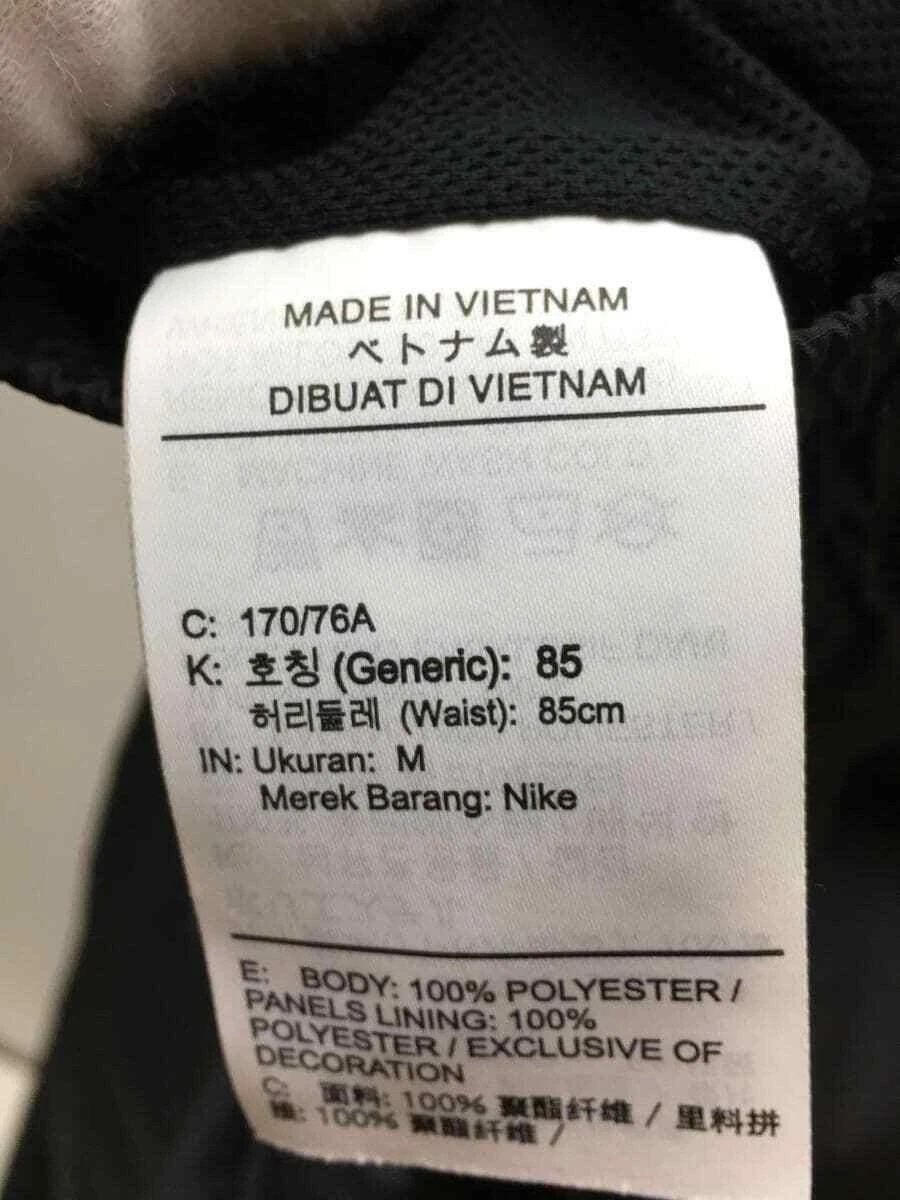 MADE IN VIETNAM
ベトナム製
DIBUAT DI VIETNAM
C: 170/76A
K: 호칭 (Generic): 85
허리둘레 (Waist): 85cm
IN: Ukuran: M
Merek Barang: Nike
E: BODY: 100% POLYESTER /
PANELS LINING: 100%
POLYESTER / EXCLUSIVE OF
DECORATION
C: 面料: 100% 聚酯纤维 / 里料拼
接: 100% 聚酯纤维 /